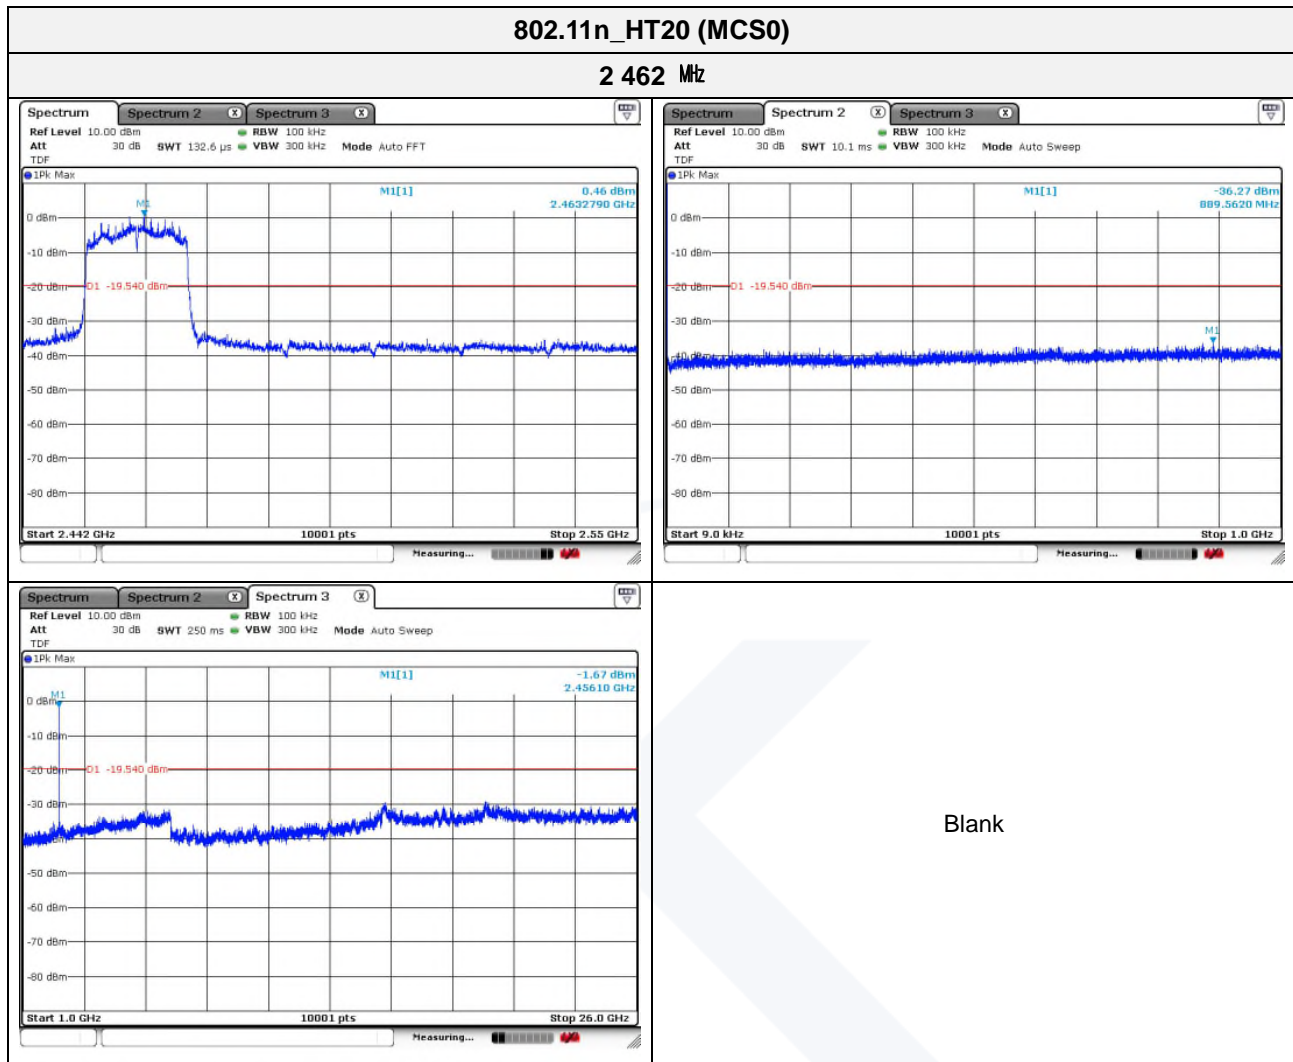 802.11n_HT20 (MCS0)
2 462 ㎒
Spectrum Spectrum 2 X Spectrum 3 X
Ref Level 10.00 dBm RBW 100 kHz
Att 30 dB SWT 132.6 µs VBW 300 kHz Mode Auto FFT
TDF
1Pk Max
M1[1] 0.46 dBm
2.4632790 GHz
M1
0 dBm
-10 dBm
-20 dBm D1 -19.540 dBm
-30 dBm
-40 dBm
-50 dBm
-60 dBm
-70 dBm
-80 dBm
Start 2.442 GHz 10001 pts Stop 2.55 GHz
Measuring...
Spectrum Spectrum 2 X Spectrum 3 X
Ref Level 10.00 dBm RBW 100 kHz
Att 30 dB SWT 10.1 ms VBW 300 kHz Mode Auto Sweep
TDF
1Pk Max
M1[1] -36.27 dBm
889.5620 MHz
0 dBm
-10 dBm
-20 dBm D1 -19.540 dBm
-30 dBm
M1
-40 dBm
-50 dBm
-60 dBm
-70 dBm
-80 dBm
Start 9.0 kHz 10001 pts Stop 1.0 GHz
Measuring...
Spectrum Spectrum 2 X Spectrum 3 X
Ref Level 10.00 dBm RBW 100 kHz
Att 30 dB SWT 250 ms VBW 300 kHz Mode Auto Sweep
TDF
1Pk Max
M1[1] -1.67 dBm
2.45610 GHz
M1
0 dBm
-10 dBm
-20 dBm D1 -19.540 dBm
-30 dBm
-40 dBm
-50 dBm
-60 dBm
-70 dBm
-80 dBm
Start 1.0 GHz 10001 pts Stop 26.0 GHz
Measuring...
Blank